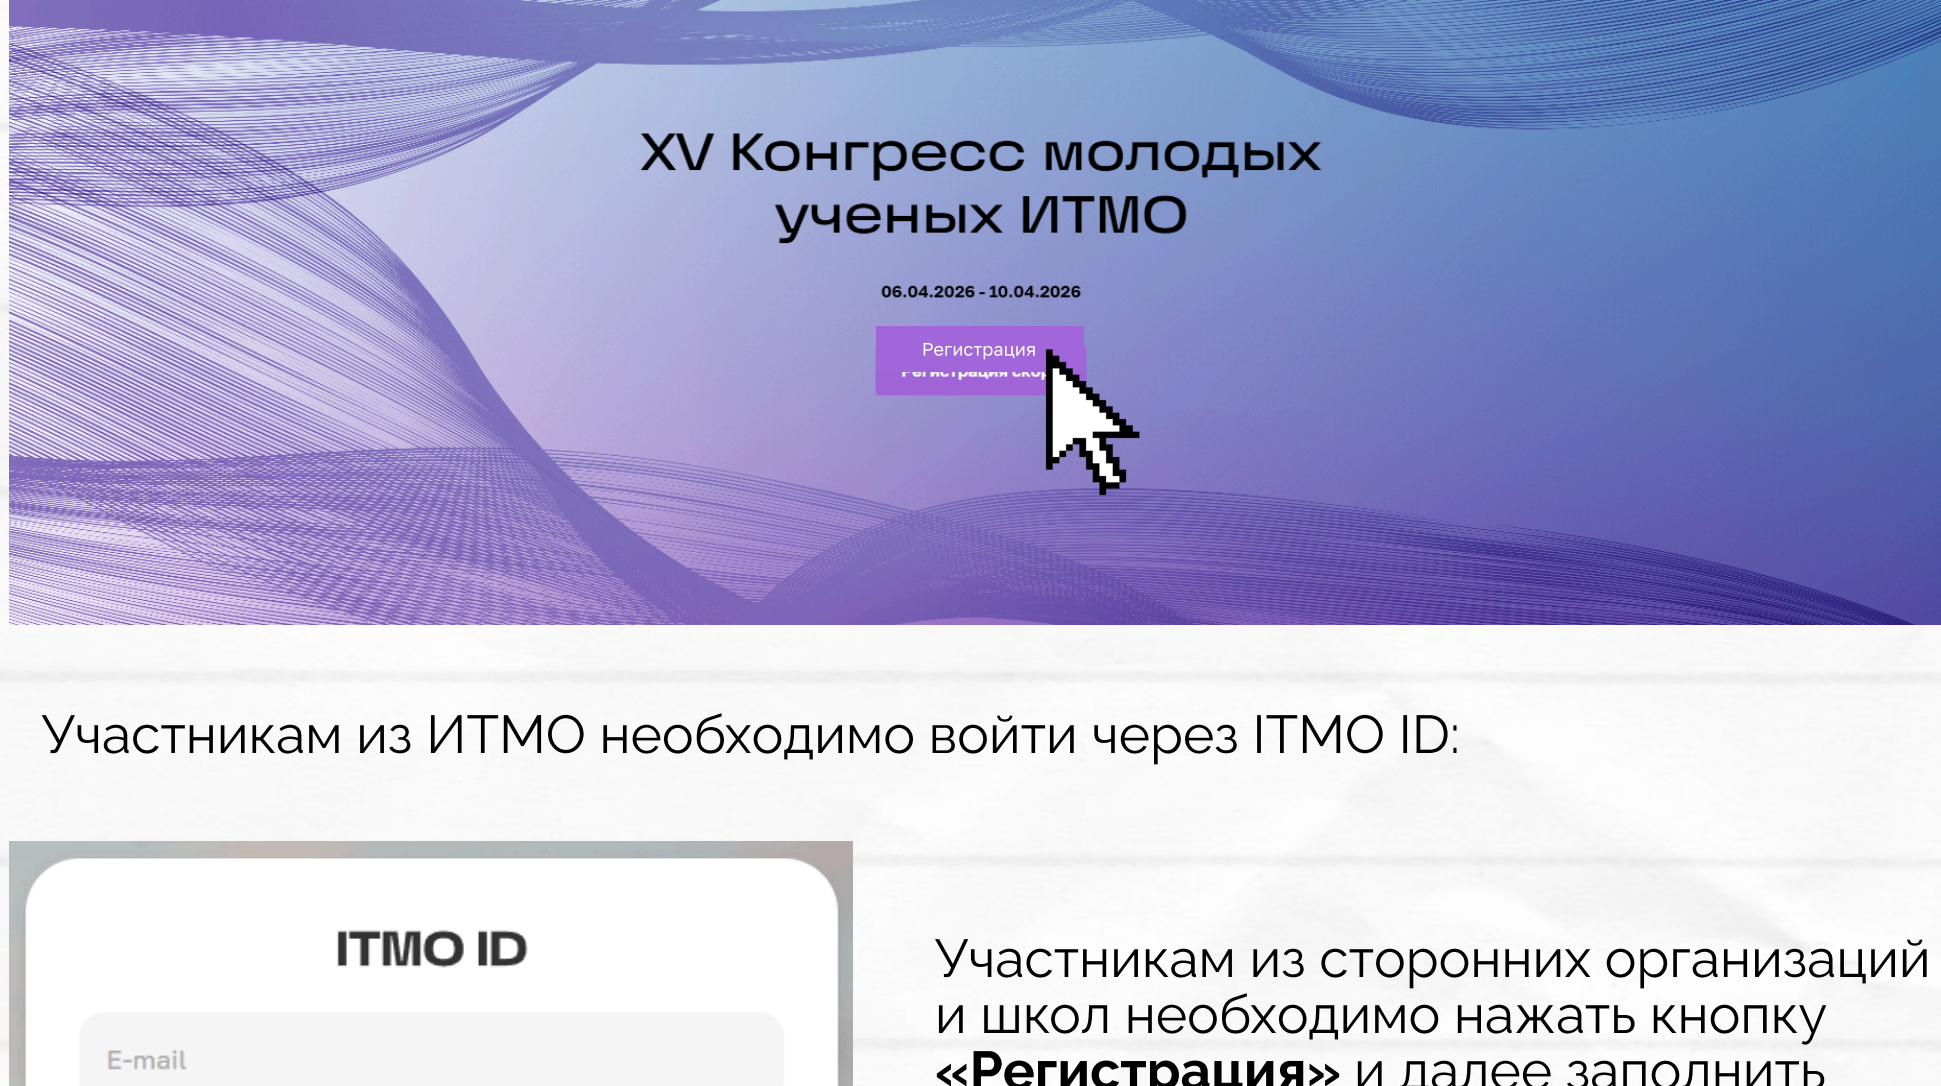 XV Конгресс молодых
ученых ИТМО
06.04.2026 - 10.04.2026
Регистрация
Регистрация
Участникам из ИТМО необходимо войти через ITMO ID:
ITMO ID
E-mail
Участникам из сторонних организаций
и школ необходимо нажать кнопку
«Регистрация» и далее заполнить